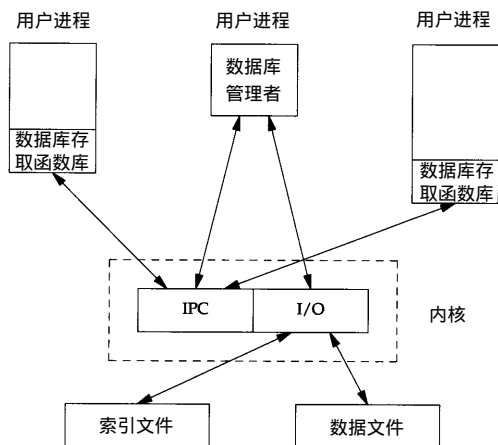 用户进程
用户进程
用户进程
数据库
管理者
数据库存
取函数库
数据库存
取函数库
IPC
I/O
内核
索引文件
数据文件